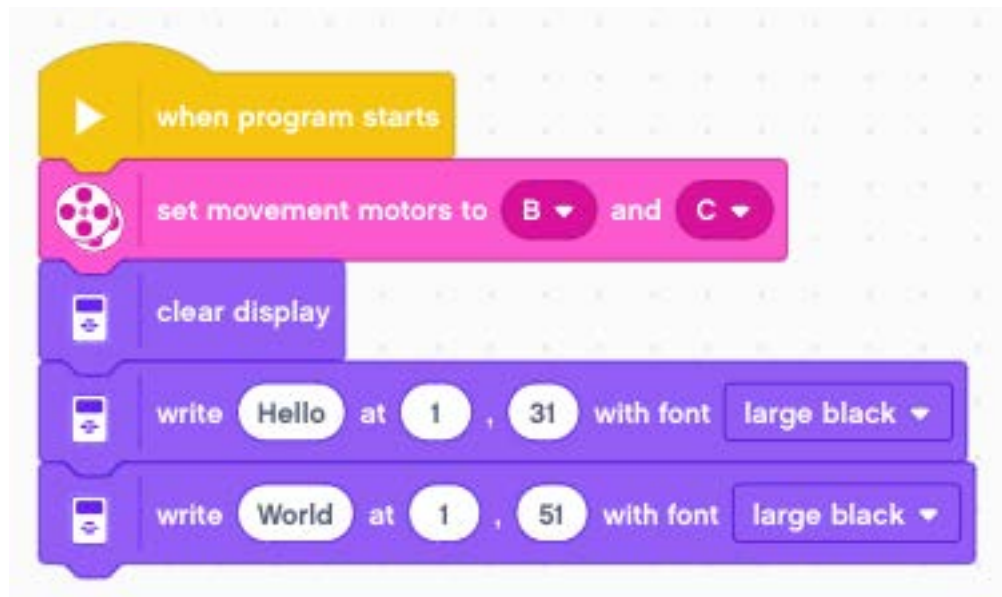 when program starts
set movement motors to B and C
clear display
write Hello at 1 , 31 with font large black
write World at 1 , 51 with font large black